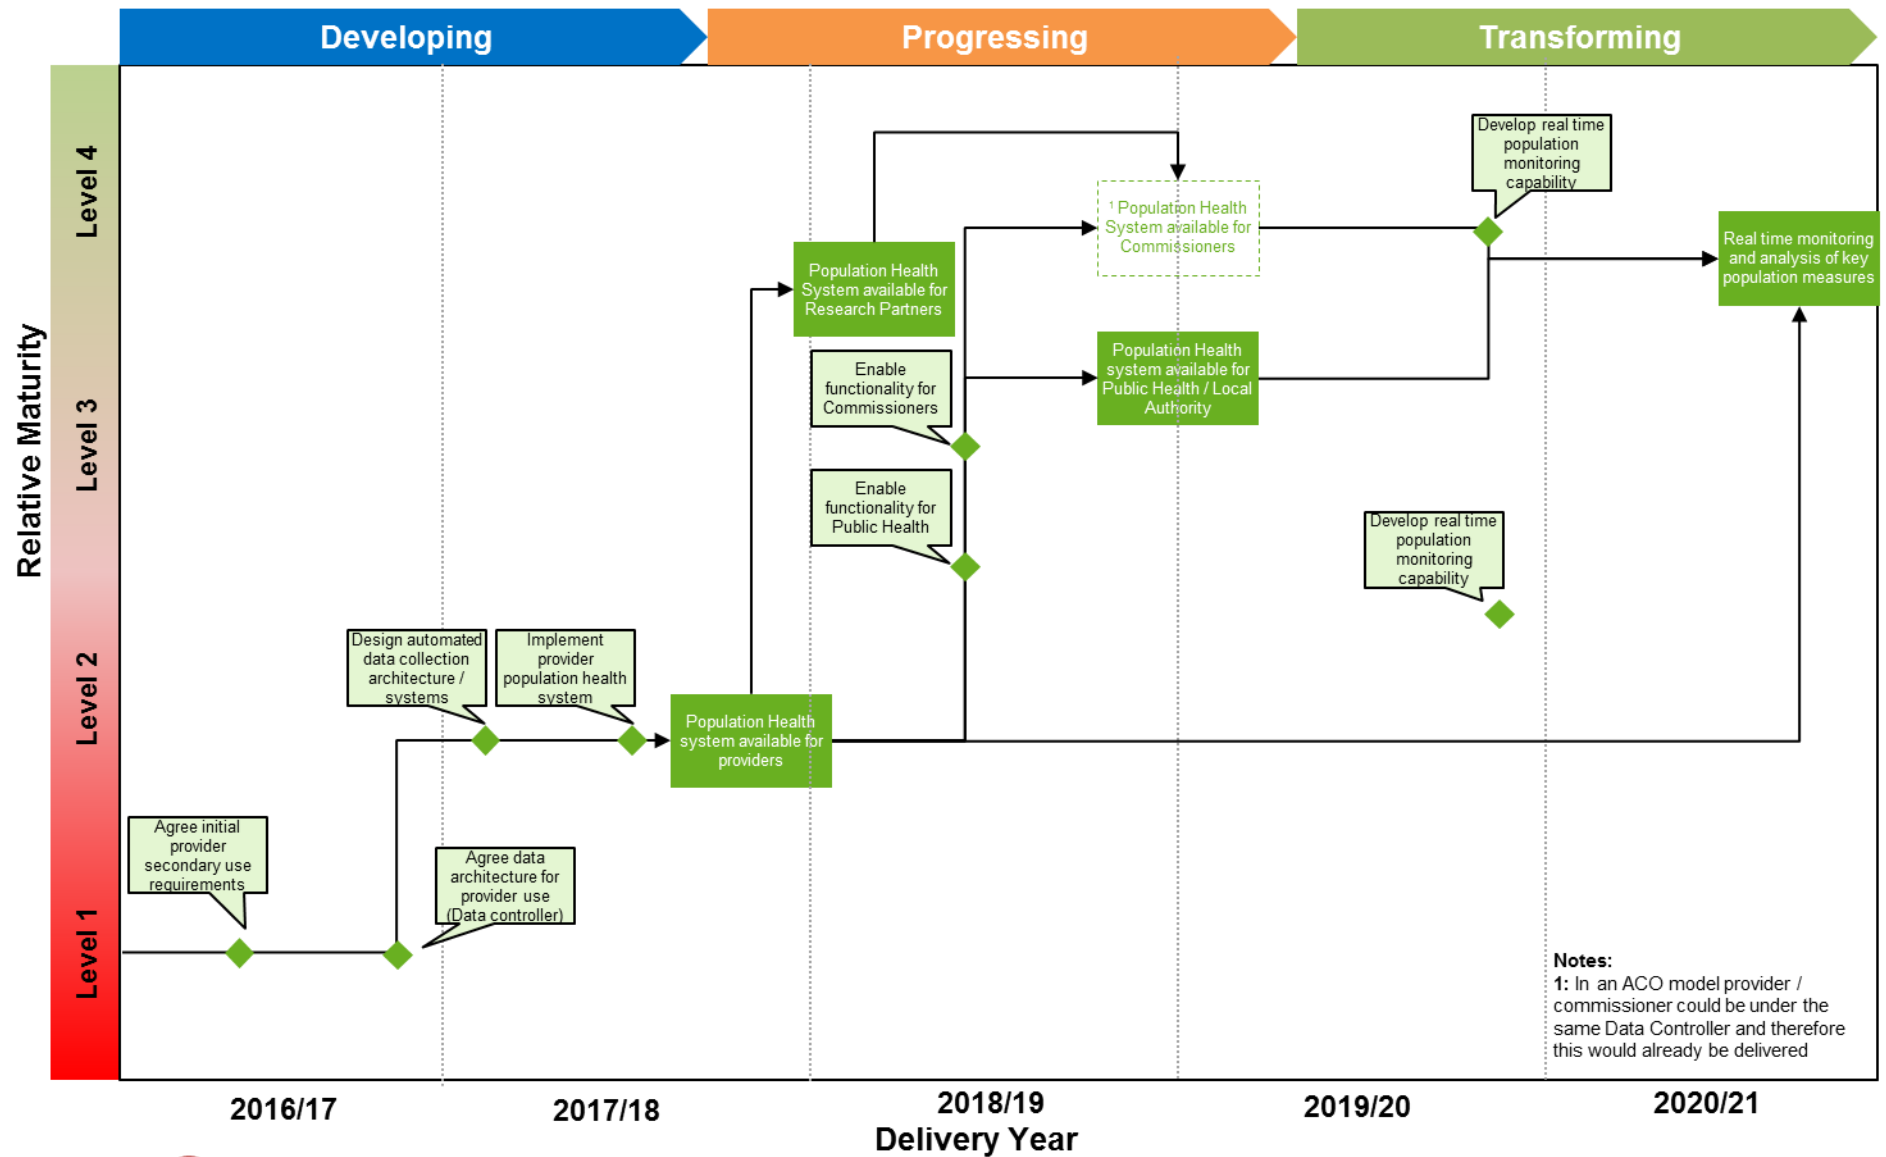 Developing
Progressing
Transforming
Relative Maturity
Level 4
Level 3
Level 2
Level 1
Develop real time
population
monitoring
capability
¹ Population Health
System available for
Commissioners
Real time monitoring
and analysis of key
population measures
Population Health
System available for
Research Partners
Population Health
system available for
Public Health / Local
Authority
Enable
functionality for
Commissioners
Enable
functionality for
Public Health
Develop real time
population
monitoring
capability
Design automated
data collection
architecture /
systems
Implement
provider
population health
system
Population Health
system available for
providers
Agree initial
provider
secondary use
requirements
Agree data
architecture for
provider use
(Data controller)
Notes:
1: In an ACO model provider /
commissioner could be under the
same Data Controller and therefore
this would already be delivered
2016/17
2017/18
2018/19
2019/20
2020/21
Delivery Year